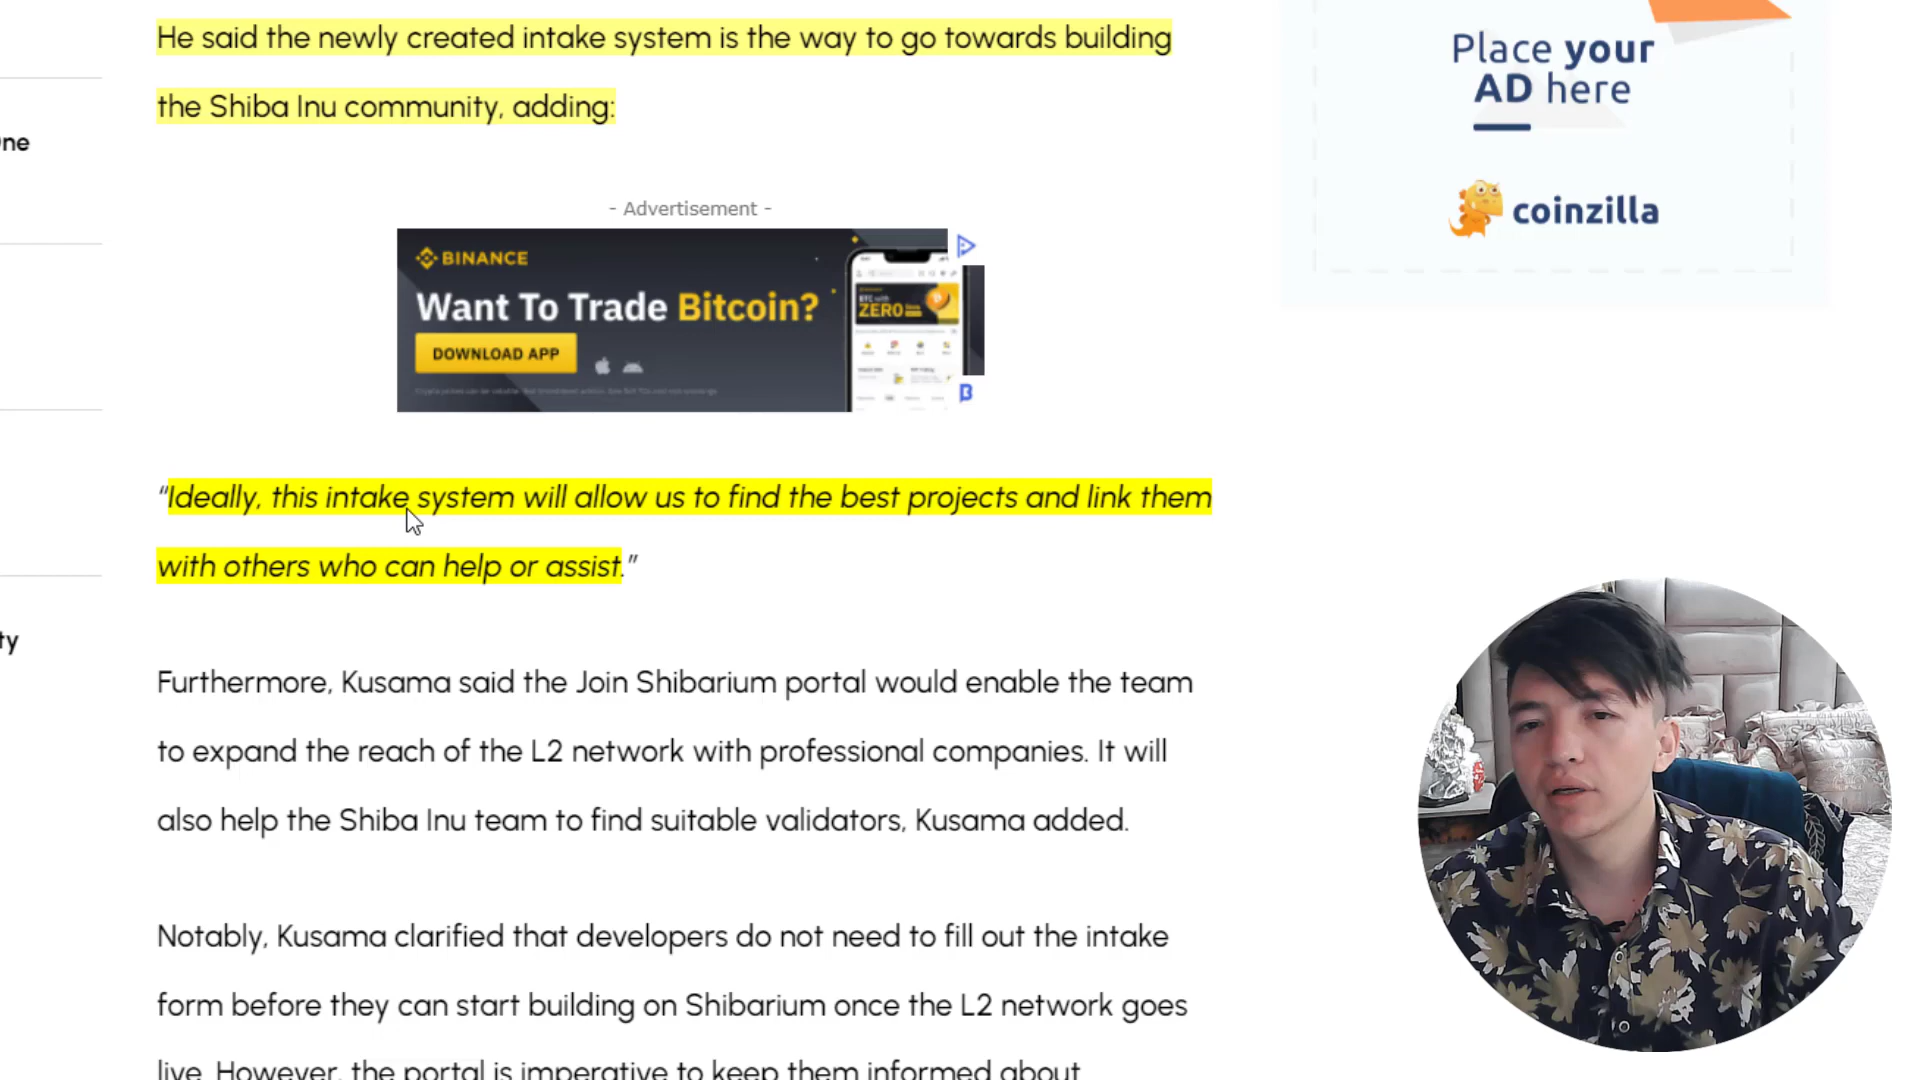 He said the newly created intake system is the way to go towards building
the Shiba Inu community, adding:
One
- Advertisement -
BINANCE
Want To Trade Bitcoin?
DOWNLOAD APP
ZERO
Place your
AD here
coinzilla
“Ideally, this intake system will allow us to find the best projects and link them
with others who can help or assist.”
ty
Furthermore, Kusama said the Join Shibarium portal would enable the team
to expand the reach of the L2 network with professional companies. It will
also help the Shiba Inu team to find suitable validators, Kusama added.
Notably, Kusama clarified that developers do not need to fill out the intake
form before they can start building on Shibarium once the L2 network goes
live. However, the portal is imperative to keep them informed about